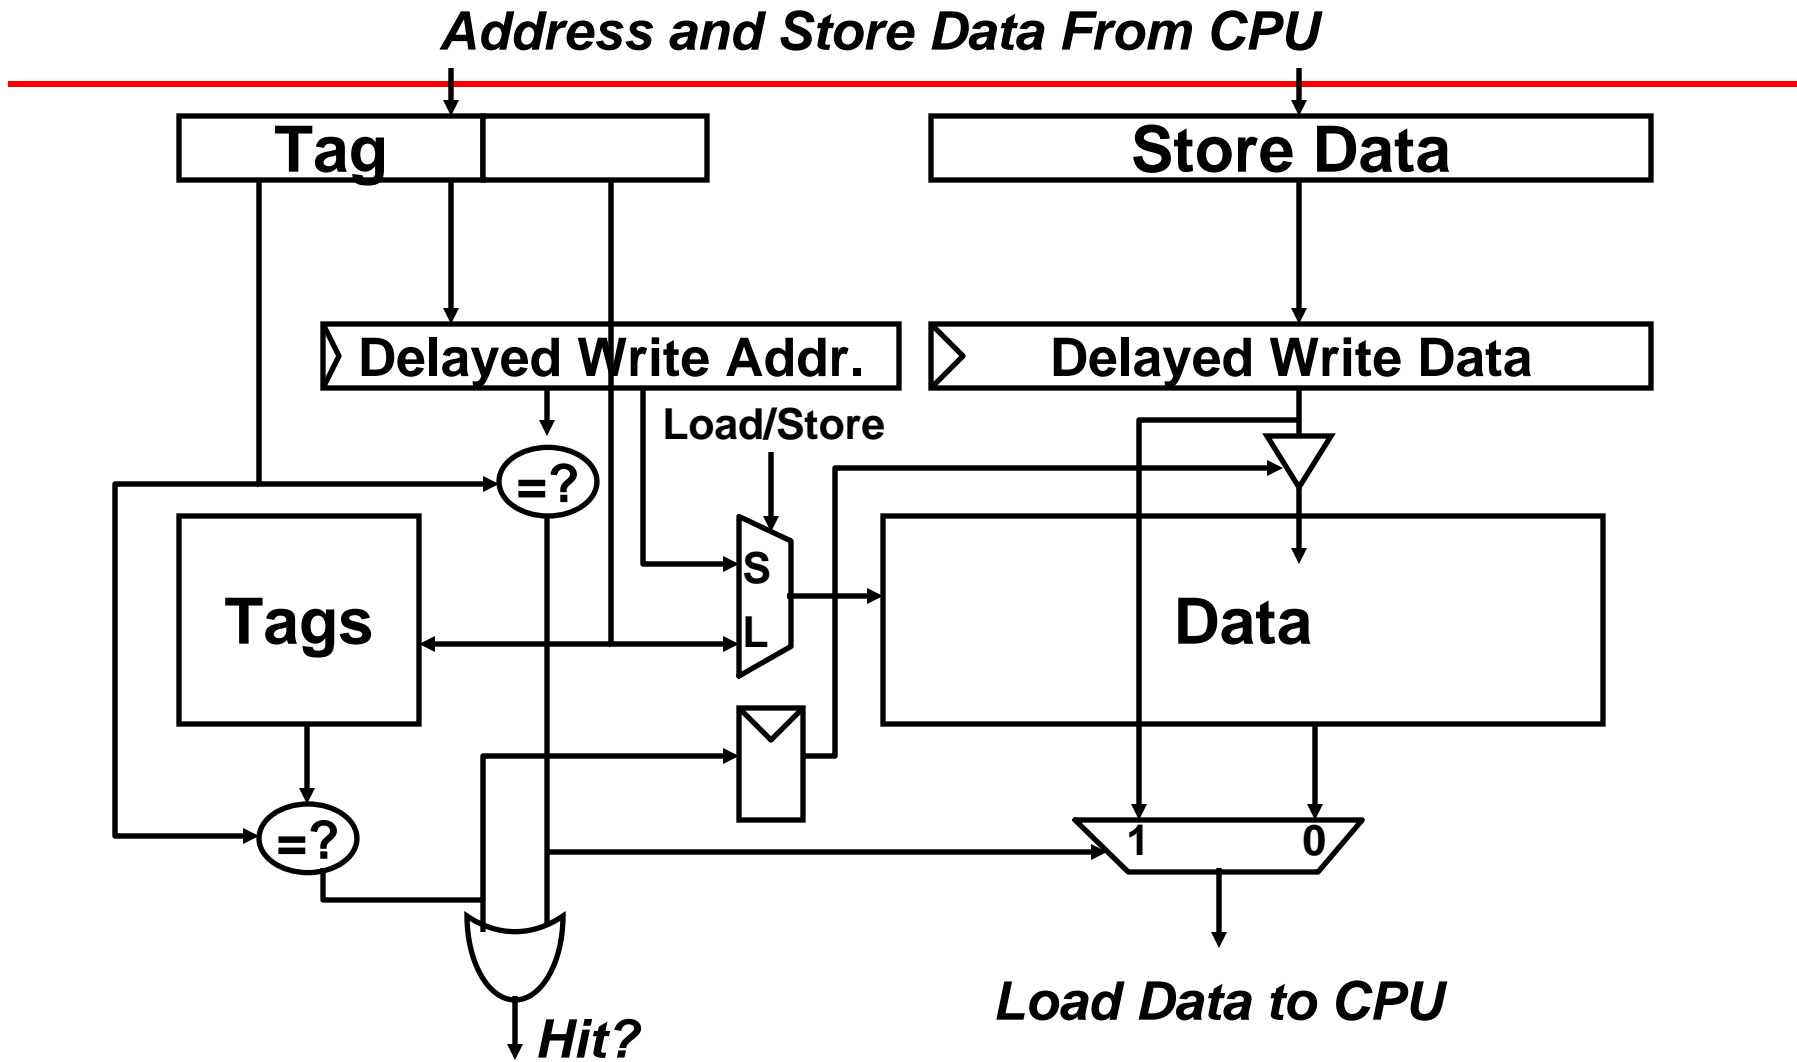 Address and Store Data From CPU
Tag
Store Data
Delayed Write Addr.
Delayed Write Data
Load/Store
=?
S
Tags
Data
L
=?
1
0
Load Data to CPU
Hit?